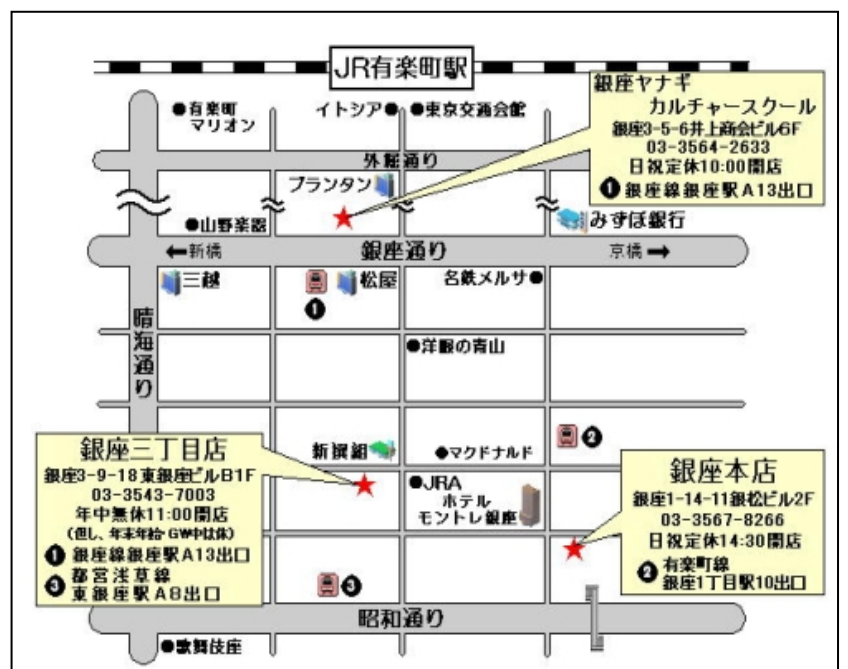 JR有楽町駅
●有楽町
マリオン
イトシア●
●東京交通会館
銀座ヤナギ
カルチャースクール
銀座3-5-6井上商会ビル6F
03-3564-2633
日祝定休10:00開店
❶銀座線銀座駅A13出口
外堀通り
プランタン
●山野楽器
みずほ銀行
←新橋
銀座通り
京橋→
三越
松屋
名鉄メルサ●
❶
晴海通り
●洋服の青山
新撰組
●マクドナルド
❷
銀座三丁目店
銀座3-9-18東銀座ビルB1F
03-3543-7003
年中無休11:00開店
(但し、年末年始・GW中は休)
❶銀座線銀座駅A13出口
❸都営浅草線
東銀座駅A8出口
●JRA
ホテル
モントレ銀座
銀座本店
銀座1-14-11銀松ビル2F
03-3567-8266
日祝定休14:30開店
❷有楽町線
銀座1丁目駅10出口
❸
昭和通り
●歌舞伎座